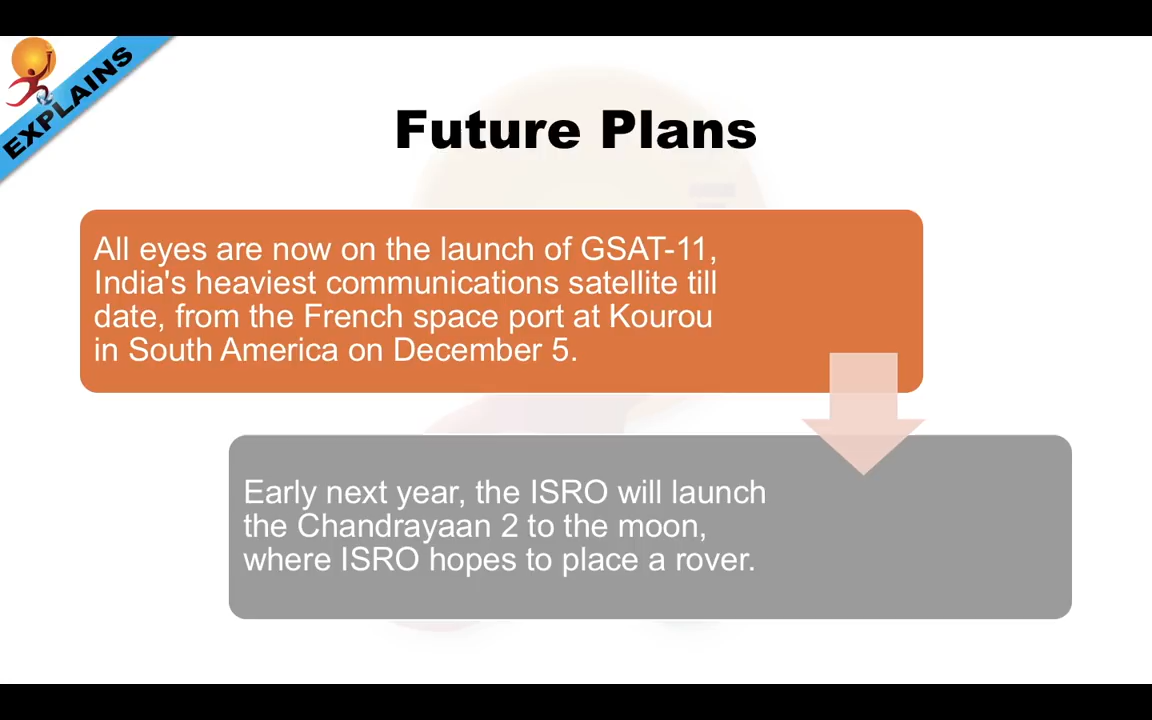 EXPLAINS
Future Plans
All eyes are now on the launch of GSAT-11,
India's heaviest communications satellite till
date, from the French space port at Kourou
in South America on December 5.
Early next year, the ISRO will launch
the Chandrayaan 2 to the moon,
where ISRO hopes to place a rover.